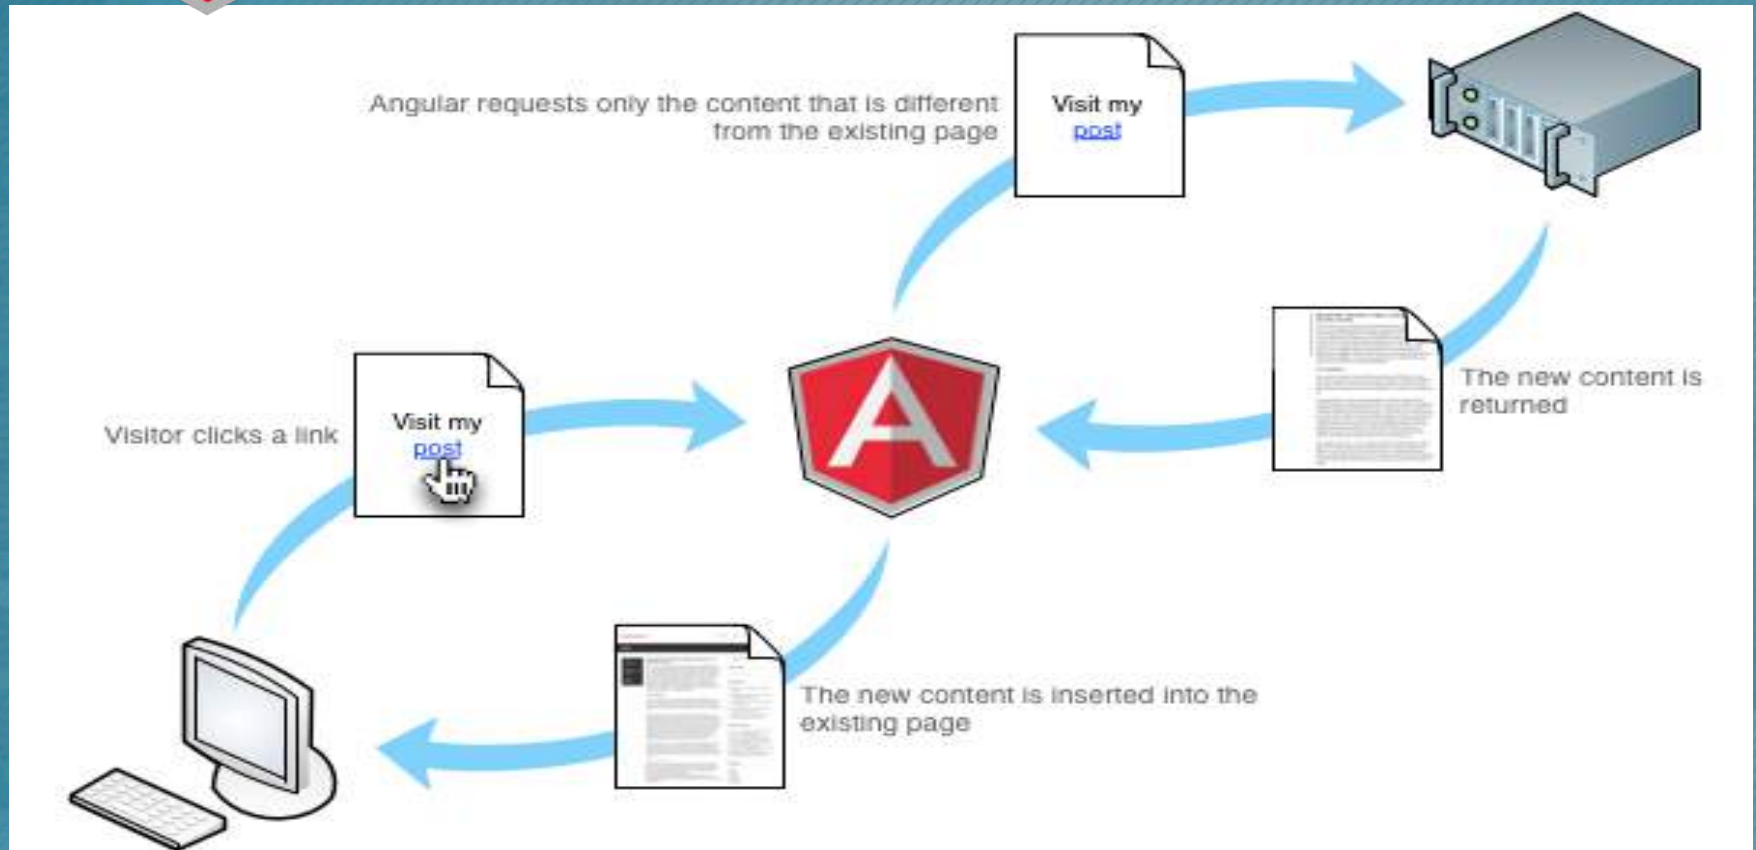 Angular requests only the content that is different
from the existing page
Visit my
post
Visitor clicks a link
Visit my
post
The new content is
returned
The new content is inserted into the
existing page